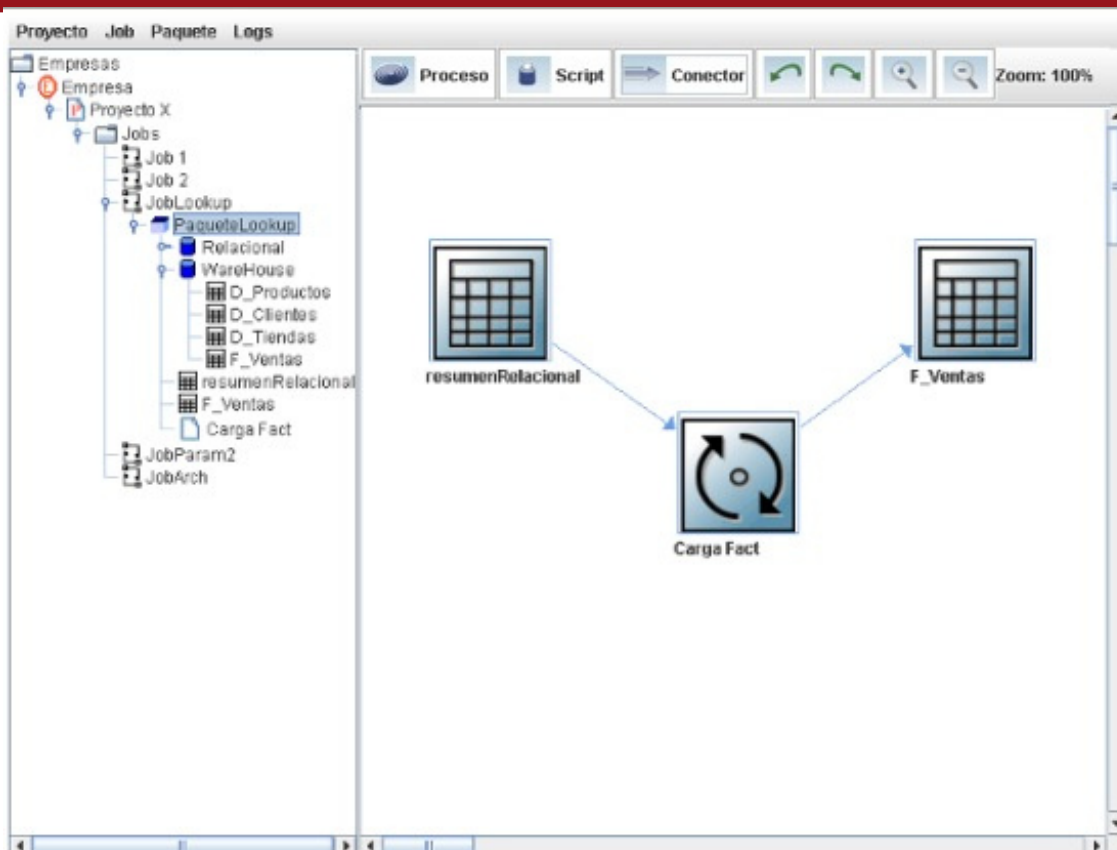 Proyecto Job Paquete Logs
Empresas
Empresa
Proyecto X
Jobs
Job 1
Job 2
JobLookup
PaqueteLookup
Relacional
WareHouse
D_Productos
D_Clientes
D_Tiendas
F_Ventas
resumenRelacional
F_Ventas
Carga Fact
JobParam2
JobArch
Proceso Script Conector Zoom: 100%
resumenRelacional
F_Ventas
Carga Fact